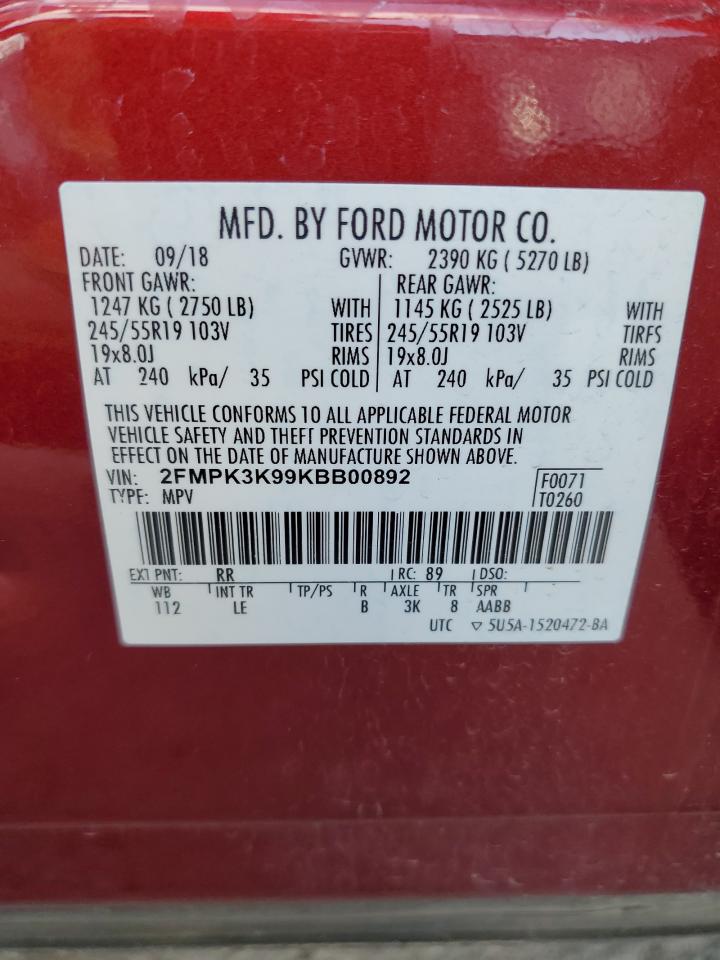 MFD. BY FORD MOTOR CO.
DATE: 09/18 GVWR: 2390 KG ( 5270 LB)
FRONT GAWR: REAR GAWR:
1247 KG ( 2750 LB) WITH 1145 KG ( 2525 LB) WITH
245/55R19 103V TIRES 245/55R19 103V TIRES
19x8.0J RIMS 19x8.0J RIMS
AT 240 kPa/ 35 PSI COLD AT 240 kPa/ 35 PSI COLD
THIS VEHICLE CONFORMS TO ALL APPLICABLE FEDERAL MOTOR
VEHICLE SAFETY AND THEFT PREVENTION STANDARDS IN
EFFECT ON THE DATE OF MANUFACTURE SHOWN ABOVE.
VIN: 2FMPK3K99KBB00892 F0071
TYPE: MPV T0260
EXT PNT: RR RC: 89 DSO:
WB INT TR TP/PS R AXLE TR SPR
112 LE B 3K 8 AABB
UTC ▽ 5U5A-1520472-BA